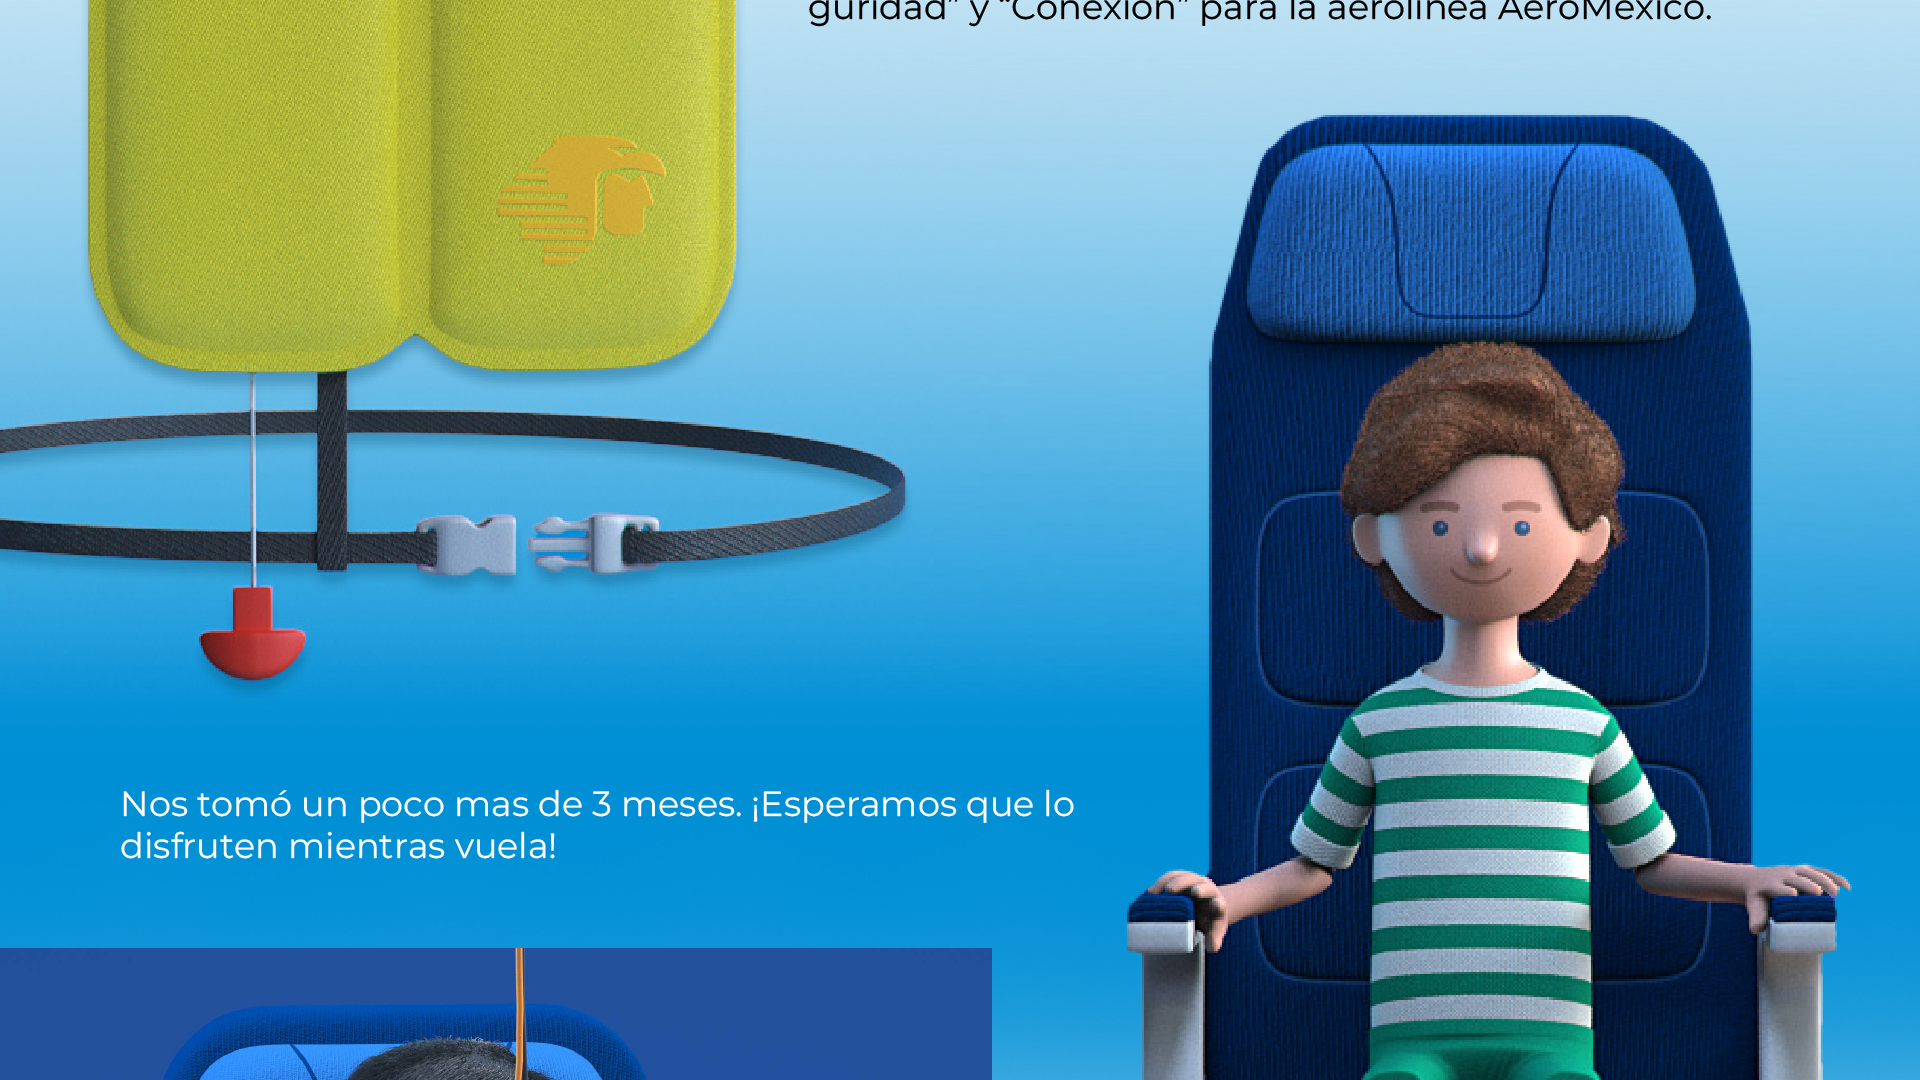 guridad” y “Conexión” para la aerolínea AeroMéxico.
Nos tomó un poco mas de 3 meses. ¡Esperamos que lo
disfruten mientras vuela!